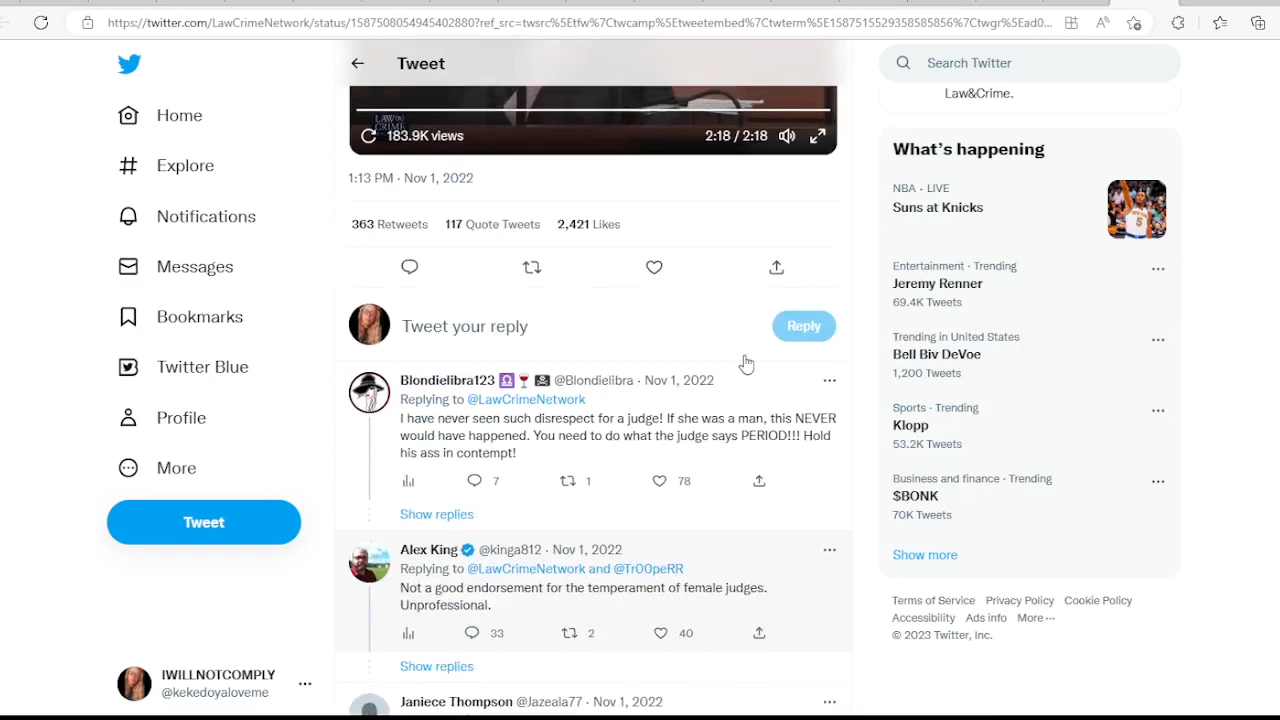 https://twitter.com/LawCrimeNetwork/status/1587508054945402880?ref_src=twsrc%5Etfw%7Ctwcamp%5Etweetembed%7Ctwterm%5E1587515529358585856%7Ctwgr%5Ead0...
Home
Explore
Notifications
Messages
Bookmarks
Twitter Blue
Profile
More
Tweet
IWILLNOTCOMPLY
@kekedoyaloveme
Tweet
LAW&
CRIME
183.9K views
2:18 / 2:18
1:13 PM · Nov 1, 2022
363 Retweets 117 Quote Tweets 2,421 Likes
Tweet your reply
Reply
Blondielibra123 ♎🍷🏴‍☠️ @Blondielibra · Nov 1, 2022
Replying to @LawCrimeNetwork
I have never seen such disrespect for a judge! If she was a man, this NEVER
would have happened. You need to do what the judge says PERIOD!!! Hold
his ass in contempt!
7 1 78
Show replies
Alex King @kinga812 · Nov 1, 2022
Replying to @LawCrimeNetwork and @Tr00peRR
Not a good endorsement for the temperament of female judges.
Unprofessional.
33 2 40
Show replies
Janiece Thompson @Jazeala77 · Nov 1, 2022
Search Twitter
Law&Crime.
What's happening
NBA · LIVE
Suns at Knicks
Entertainment · Trending
Jeremy Renner
69.4K Tweets
Trending in United States
Bell Biv DeVoe
1,200 Tweets
Sports · Trending
Klopp
53.2K Tweets
Business and finance · Trending
$BONK
70K Tweets
Show more
Terms of Service Privacy Policy Cookie Policy
Accessibility Ads info More ···
© 2023 Twitter, Inc.